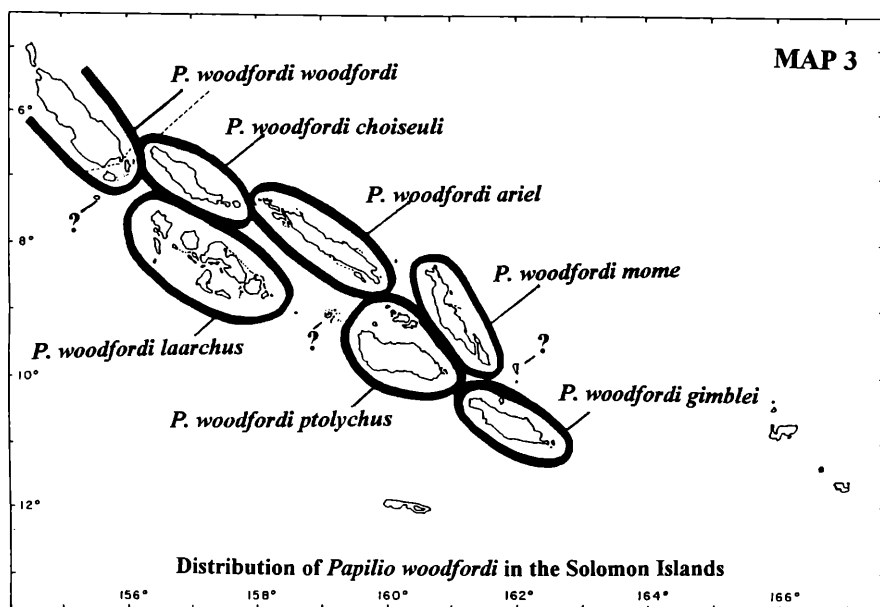 MAP 3
P. woodfordi woodfordi
6°
P. woodfordi choiseuli
P. woodfordi ariel
?
8°
P. woodfordi mome
?
?
P. woodfordi laarchus
10°
P. woodfordi gimblei
P. woodfordi ptolychus
12°
Distribution of Papilio woodfordi in the Solomon Islands
156° 158° 160° 162° 164° 166°